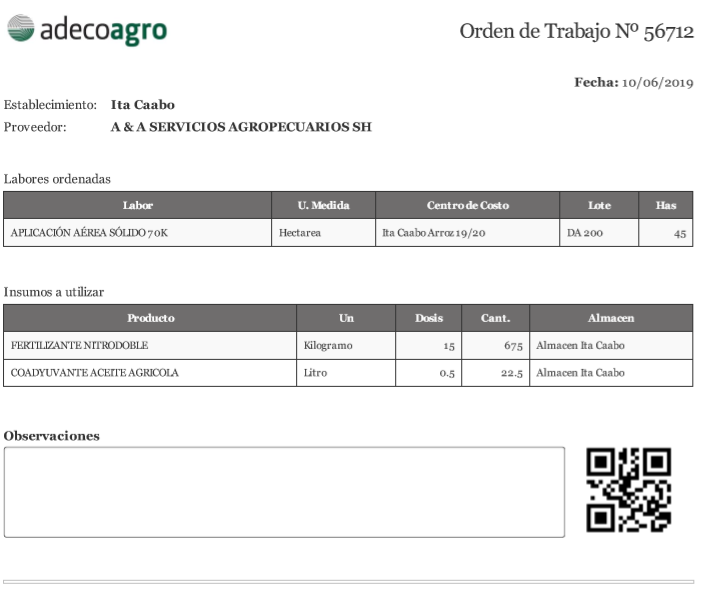 adecoagro
Orden de Trabajo Nº 56712
Fecha: 10/06/2019
Establecimiento: Ita Caabo
Proveedor: A & A SERVICIOS AGROPECUARIOS SH
Labores ordenadas
Labor U. Medida Centro de Costo Lote Has
APLICACIÓN AÉREA SÓLIDO 70K Hectarea Ita Caabo Arroz 19/20 DA 200 45
Insumos a utilizar
Producto Un Dosis Cant. Almacen
FERTILIZANTE NITRODOBLE Kilogramo 15 675 Almacen Ita Caabo
COADYUVANTE ACEITE AGRICOLA Litro 0.5 22.5 Almacen Ita Caabo
Observaciones